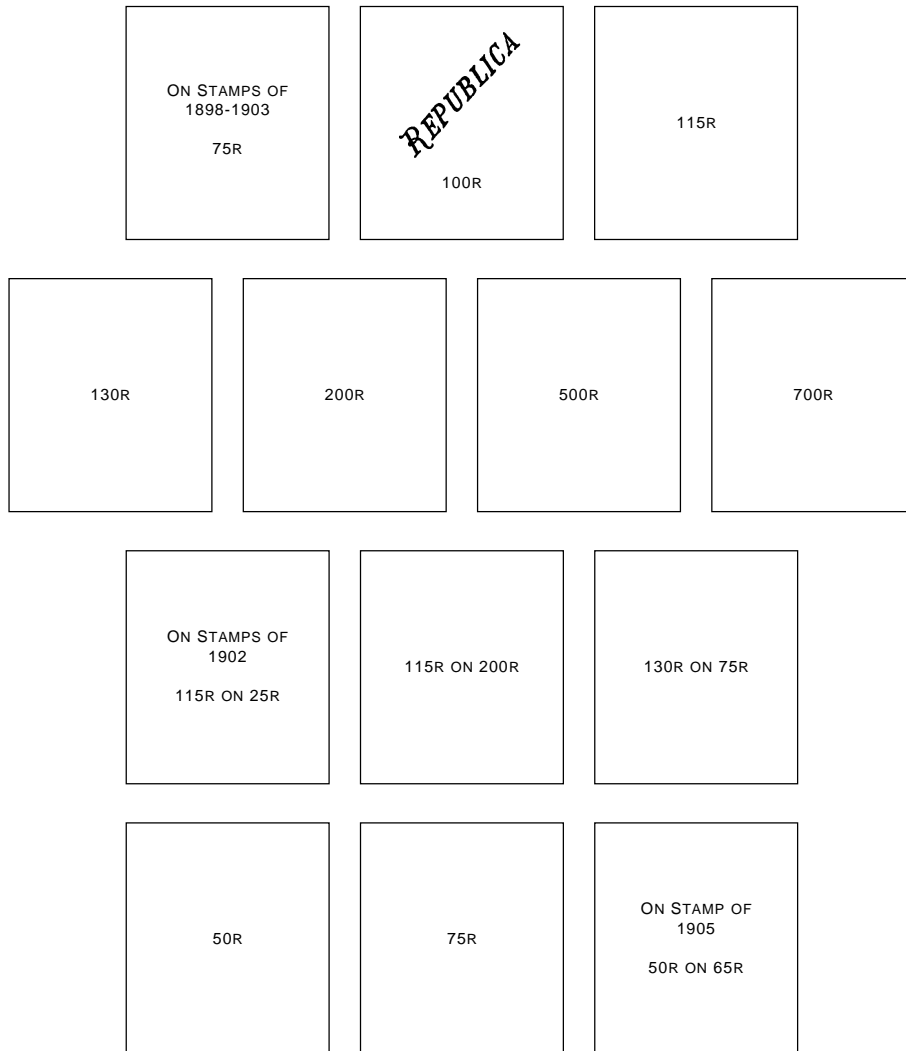 ON STAMPS OF
1898-1903
75R
REPUBLICA
100R
115R
130R
200R
500R
700R
ON STAMPS OF
1902
115R ON 25R
115R ON 200R
130R ON 75R
50R
75R
ON STAMP OF
1905
50R ON 65R